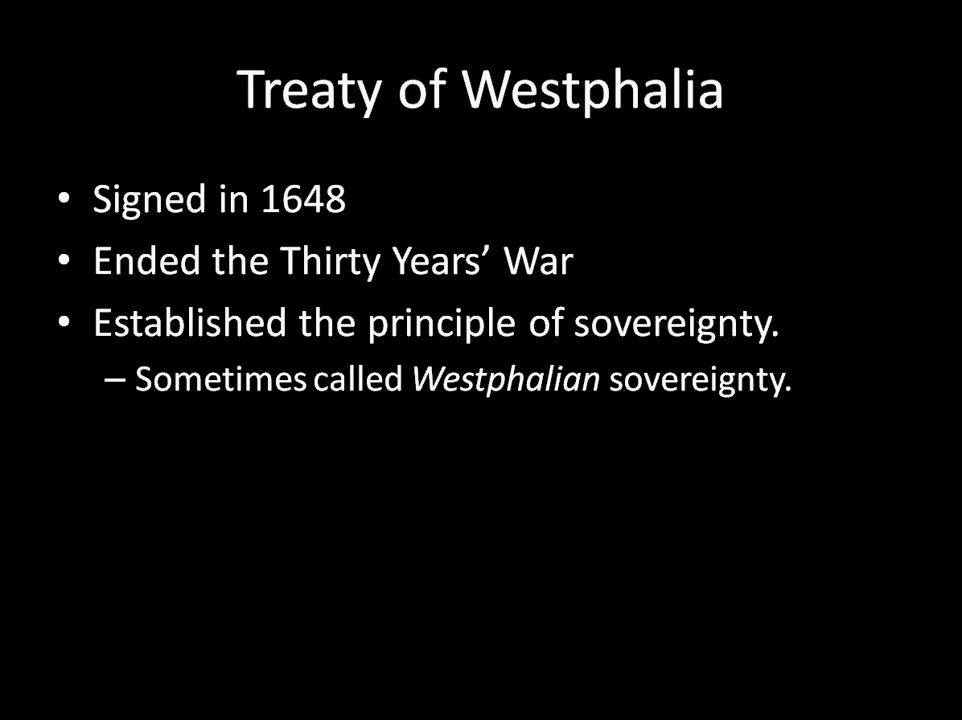 Treaty of Westphalia
• Signed in 1648
• Ended the Thirty Years’ War
• Established the principle of sovereignty.
– Sometimes called Westphalian sovereignty.